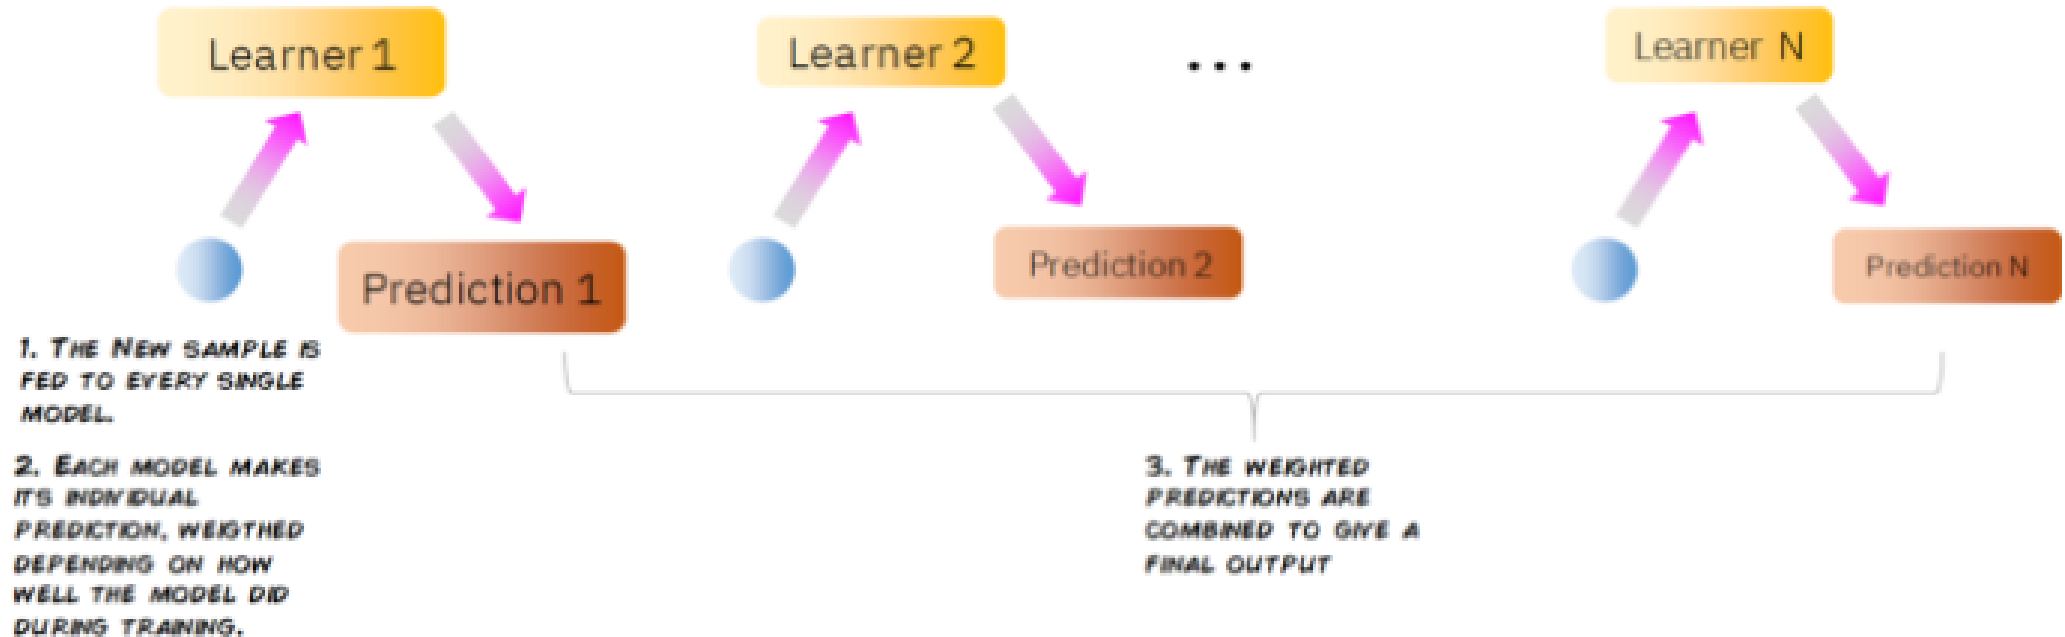 Learner 1
Learner 2
...
Learner N
Prediction 1
Prediction 2
Prediction N
1. The New sample is
fed to every single
model.
2. Each model makes
its individual
prediction, weigthed
depending on how
well the model did
during training.
3. The weighted
predictions are
combined to give a
final output